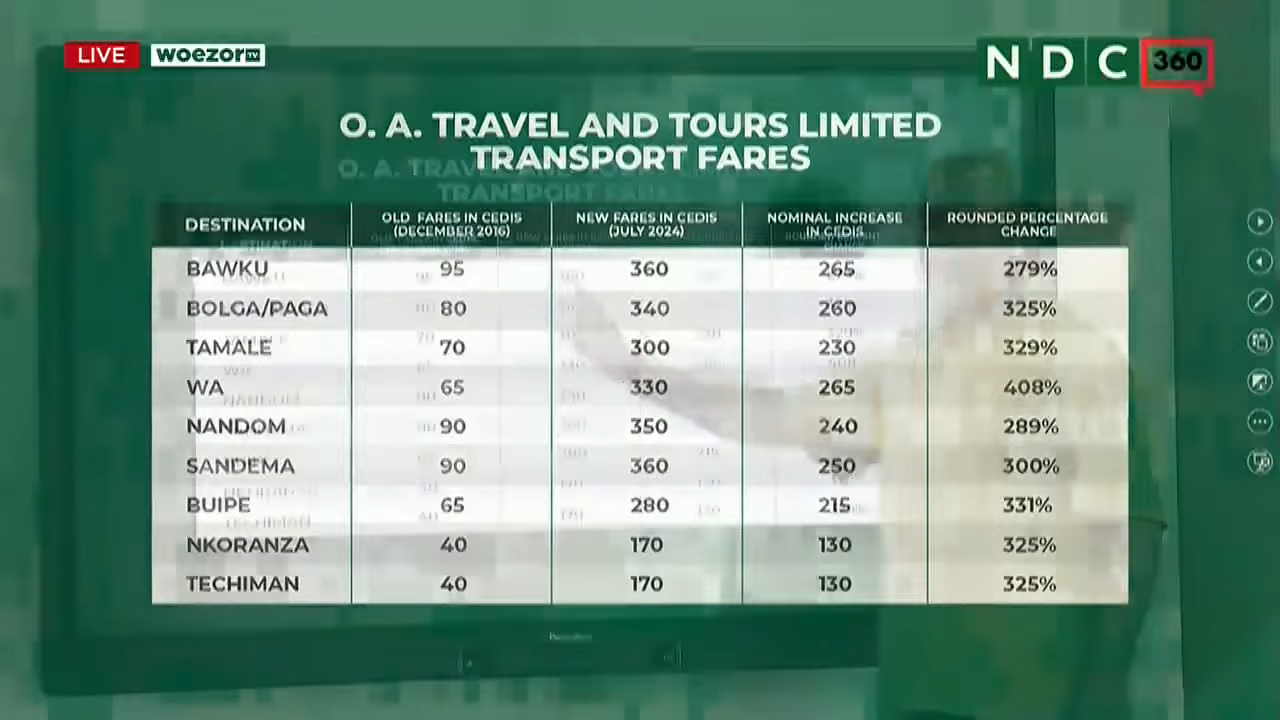 LIVE woezor TV
NDC 360
O. A. TRAVEL AND TOURS LIMITED
TRANSPORT FARES
DESTINATION OLD FARES IN CEDIS (DECEMBER 2016) NEW FARES IN CEDIS (JULY 2024) NOMINAL INCREASE IN CEDIS ROUNDED PERCENTAGE CHANGE
BAWKU 95 360 265 279%
BOLGA/PAGA 80 340 260 325%
TAMALE 70 300 230 329%
WA 65 330 265 408%
NANDOM 90 350 240 289%
SANDEMA 90 360 250 300%
BUIPE 65 280 215 331%
NKORANZA 40 170 130 325%
TECHIMAN 40 170 130 325%